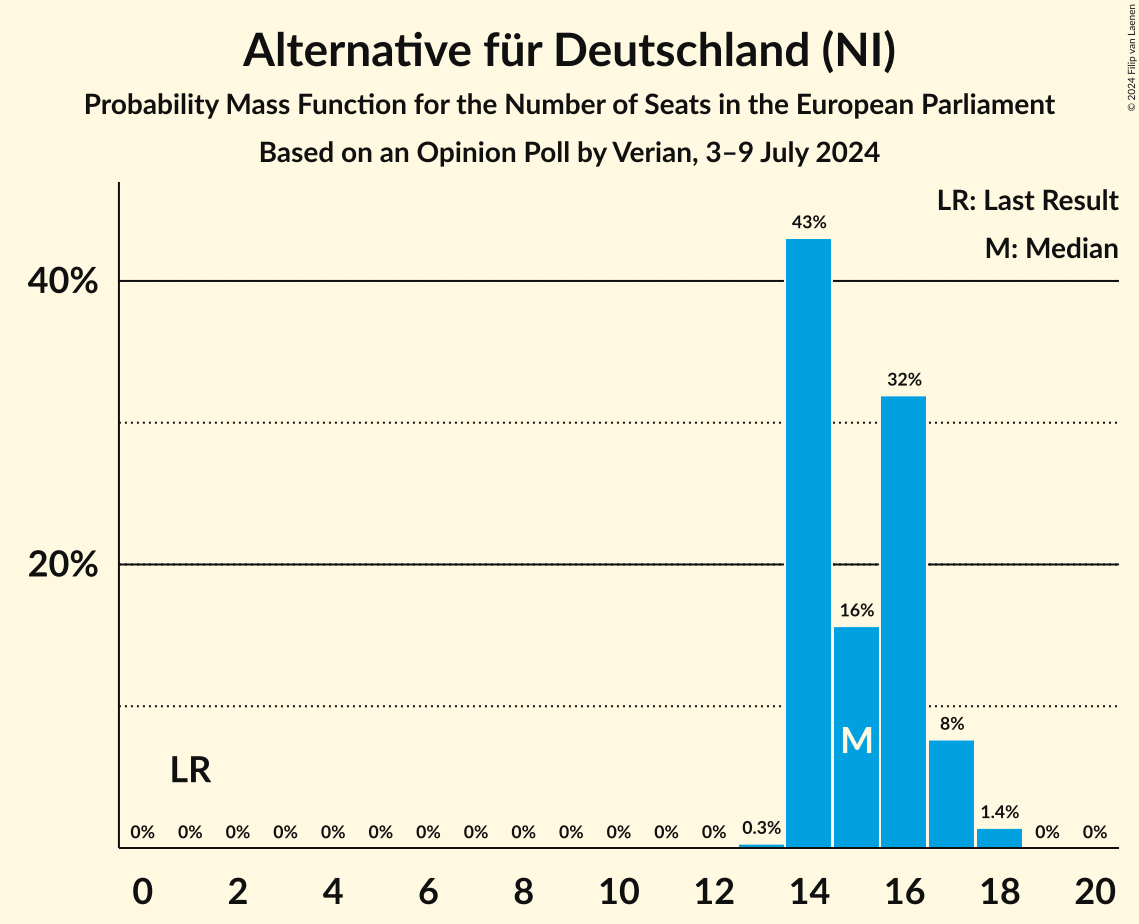 Alternative für Deutschland (NI)
Probability Mass Function for the Number of Seats in the European Parliament
Based on an Opinion Poll by Verian, 3–9 July 2024
© 2024 Filip van Laenen
LR: Last Result
M: Median
43%
40%
32%
20%
16%
8%
M
LR
1.4%
0% 0% 0% 0% 0% 0% 0% 0% 0% 0% 0% 0% 0% 0.3% 0% 0%
0 2 4 6 8 10 12 14 16 18 20